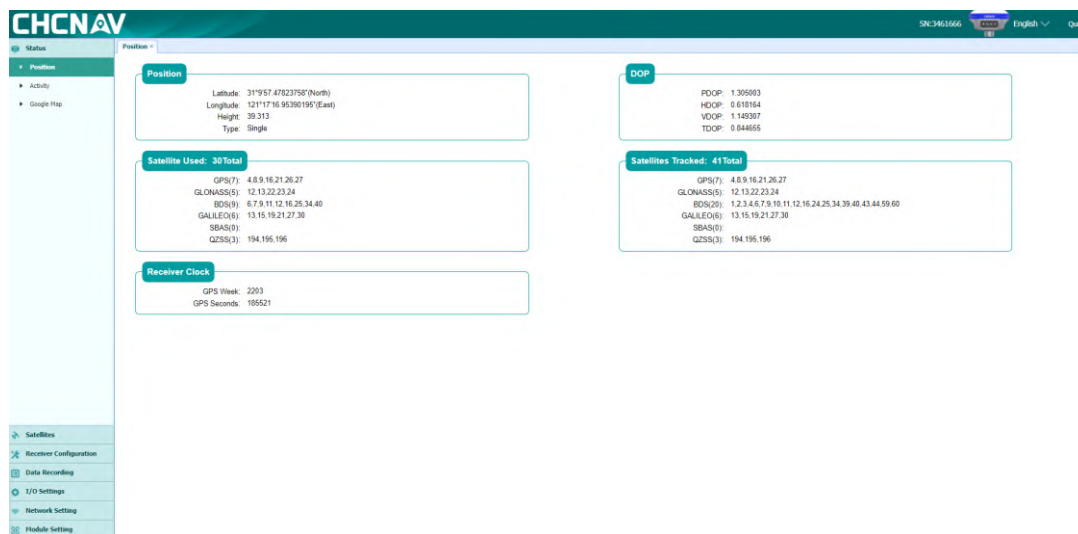 CHCNAV
SN:3461666
English
Status
Position
Activity
Google Map
Position ×
Position
Latitude: 31°9'57.47823758"(North)
Longitude: 121°17'16.95390195"(East)
Height: 39.313
Type: Single
DOP
PDOP: 1.305003
HDOP: 0.618164
VDOP: 1.149307
TDOP: 0.844655
Satellite Used: 30Total
GPS(7): 4.8.9.16.21.26.27
GLONASS(5): 12.13.22.23.24
BDS(9): 6.7.9.11.12.16.25.34.40
GALILEO(6): 13.15.19.21.27.30
SBAS(0):
QZSS(3): 194.195.196
Satellites Tracked: 41Total
GPS(7): 4.8.9.16.21.26.27
GLONASS(5): 12.13.22.23.24
BDS(20): 1.2.3.4.6.7.9.10.11.12.16.24.25.34.39.40.43.44.59.60
GALILEO(6): 13.15.19.21.27.30
SBAS(0):
QZSS(3): 194.195.196
Receiver Clock
GPS Week: 2203
GPS Seconds: 185521
Satellites
Receiver Configuration
Data Recording
I/O Settings
Network Setting
Module Setting